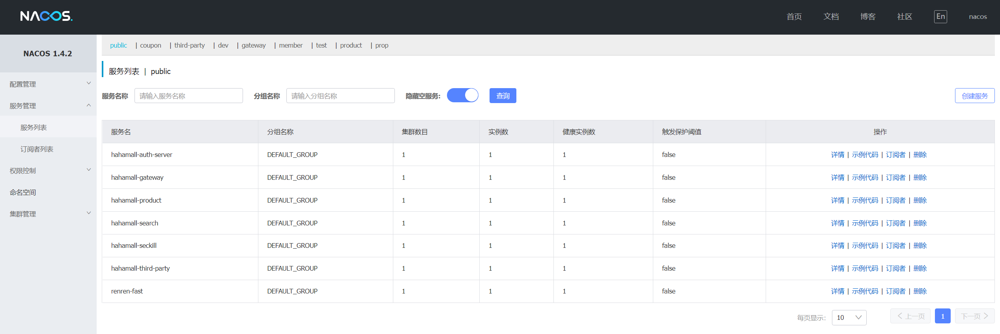 NACOS.
首页 文档 博客 社区 En nacos
NACOS 1.4.2
配置管理
服务管理
服务列表
订阅者列表
权限控制
命名空间
集群管理
public | coupon | third-party | dev | gateway | member | test | product | prop
服务列表 | public
服务名称 请输入服务名称 分组名称 请输入分组名称 隐藏空服务: 查询 创建服务
服务名 分组名称 集群数目 实例数 健康实例数 触发保护阈值 操作
hahamall-auth-server DEFAULT_GROUP 1 1 1 false 详情 | 示例代码 | 订阅者 | 删除
hahamall-gateway DEFAULT_GROUP 1 1 1 false 详情 | 示例代码 | 订阅者 | 删除
hahamall-product DEFAULT_GROUP 1 1 1 false 详情 | 示例代码 | 订阅者 | 删除
hahamall-search DEFAULT_GROUP 1 1 1 false 详情 | 示例代码 | 订阅者 | 删除
hahamall-seckill DEFAULT_GROUP 1 1 1 false 详情 | 示例代码 | 订阅者 | 删除
hahamall-third-party DEFAULT_GROUP 1 1 1 false 详情 | 示例代码 | 订阅者 | 删除
renren-fast DEFAULT_GROUP 1 1 1 false 详情 | 示例代码 | 订阅者 | 删除
每页显示: 10 上一页 1 下一页